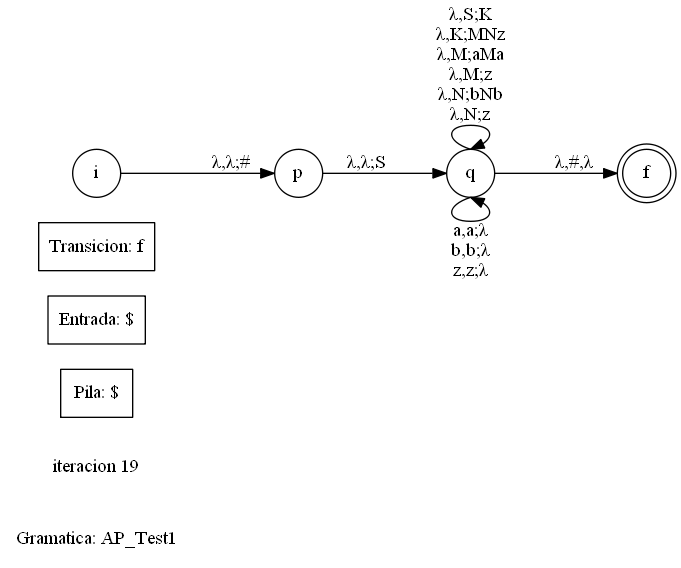 λ,S;K
λ,K;MNz
λ,M;aMa
λ,M;z
λ,N;bNb
λ,N;z
i
λ,λ;#
p
λ,λ;S
q
λ,#,λ
f
a,a;λ
b,b;λ
z,z;λ
Transicion: f
Entrada: $
Pila: $
iteracion 19
Gramatica: AP_Test1